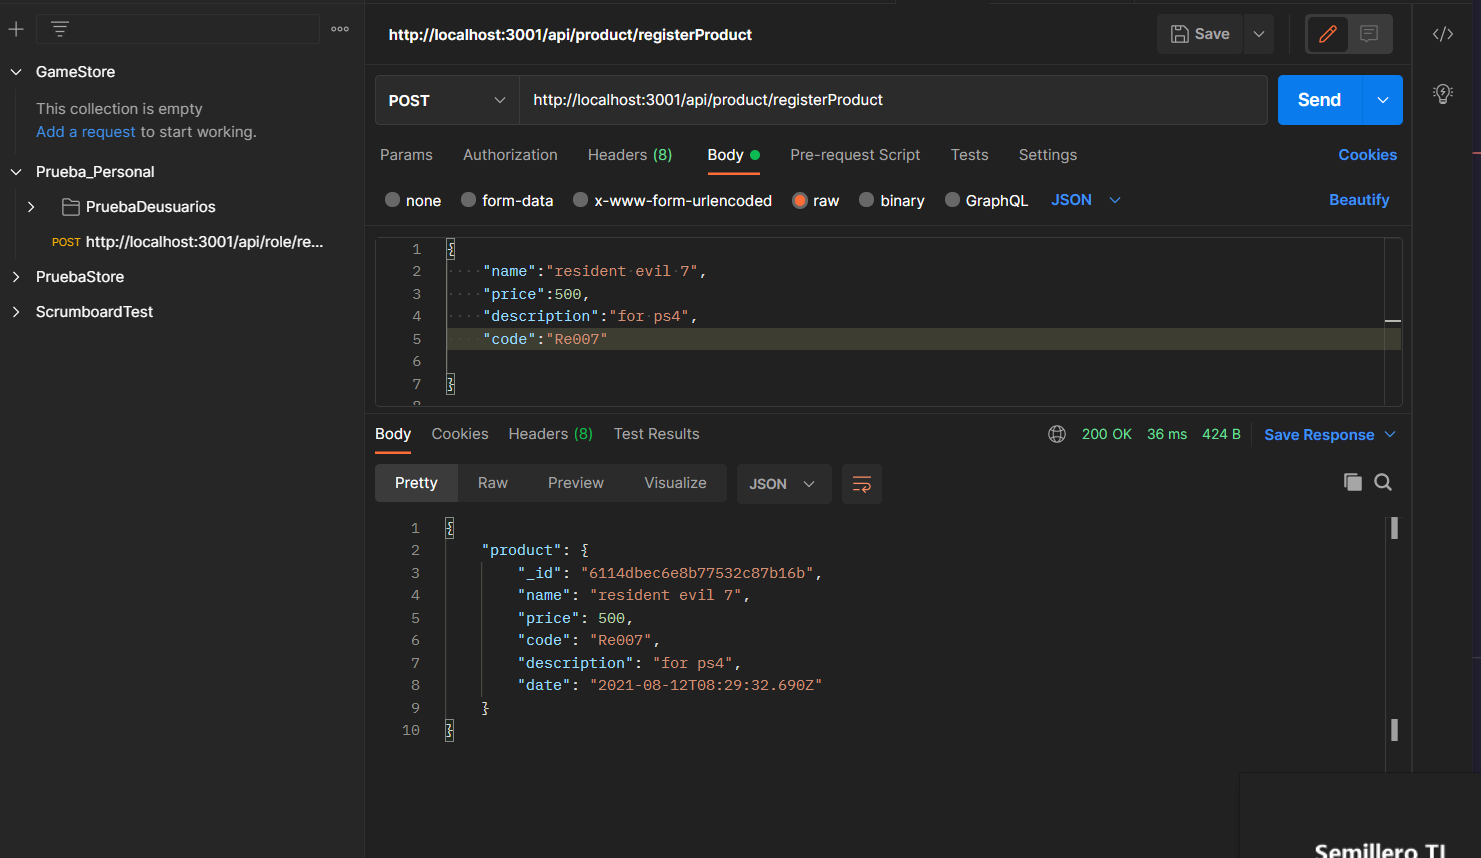 GameStore
This collection is empty
Add a request to start working.
Prueba_Personal
PruebaDeusuarios
POST http://localhost:3001/api/role/re...
PruebaStore
ScrumboardTest
http://localhost:3001/api/product/registerProduct
Save
POST http://localhost:3001/api/product/registerProduct
Send
Params Authorization Headers (8) Body Pre-request Script Tests Settings Cookies
none form-data x-www-form-urlencoded raw binary GraphQL JSON Beautify
1 {
2 "name":"resident evil 7",
3 "price":500,
4 "description":"for ps4",
5 "code":"Re007"
6
7 }
8
Body Cookies Headers (8) Test Results 200 OK 36 ms 424 B Save Response
Pretty Raw Preview Visualize JSON
1 {
2 "product": {
3 "_id": "6114dbec6e8b77532c87b16b",
4 "name": "resident evil 7",
5 "price": 500,
6 "code": "Re007",
7 "description": "for ps4",
8 "date": "2021-08-12T08:29:32.690Z"
9 }
10 }
Semillero TI